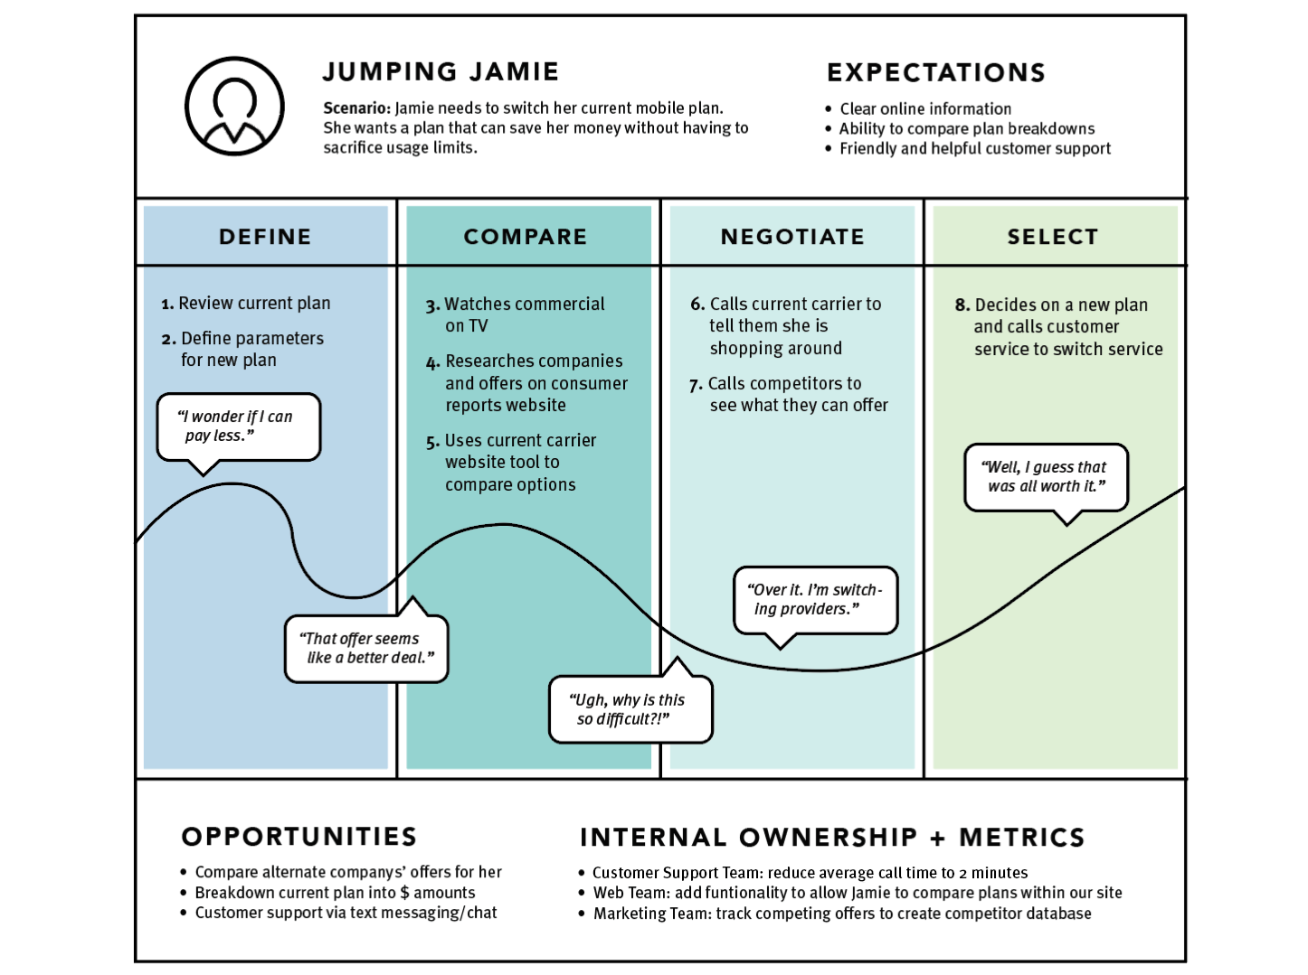 JUMPING JAMIE
Scenario: Jamie needs to switch her current mobile plan.
She wants a plan that can save her money without having to
sacrifice usage limits.
EXPECTATIONS
• Clear online information
• Ability to compare plan breakdowns
• Friendly and helpful customer support
DEFINE
COMPARE
NEGOTIATE
SELECT
1. Review current plan
2. Define parameters
for new plan
"I wonder if I can
pay less."
3. Watches commercial
on TV
4. Researches companies
and offers on consumer
reports website
5. Uses current carrier
website tool to
compare options
"That offer seems
like a better deal."
6. Calls current carrier to
tell them she is
shopping around
7. Calls competitors to
see what they can offer
"Ugh, why is this
so difficult?!"
"Over it. I'm switch-
ing providers."
8. Decides on a new plan
and calls customer
service to switch service
"Well, I guess that
was all worth it."
OPPORTUNITIES
• Compare alternate companys' offers for her
• Breakdown current plan into $ amounts
• Customer support via text messaging/chat
INTERNAL OWNERSHIP + METRICS
• Customer Support Team: reduce average call time to 2 minutes
• Web Team: add funtionality to allow Jamie to compare plans within our site
• Marketing Team: track competing offers to create competitor database